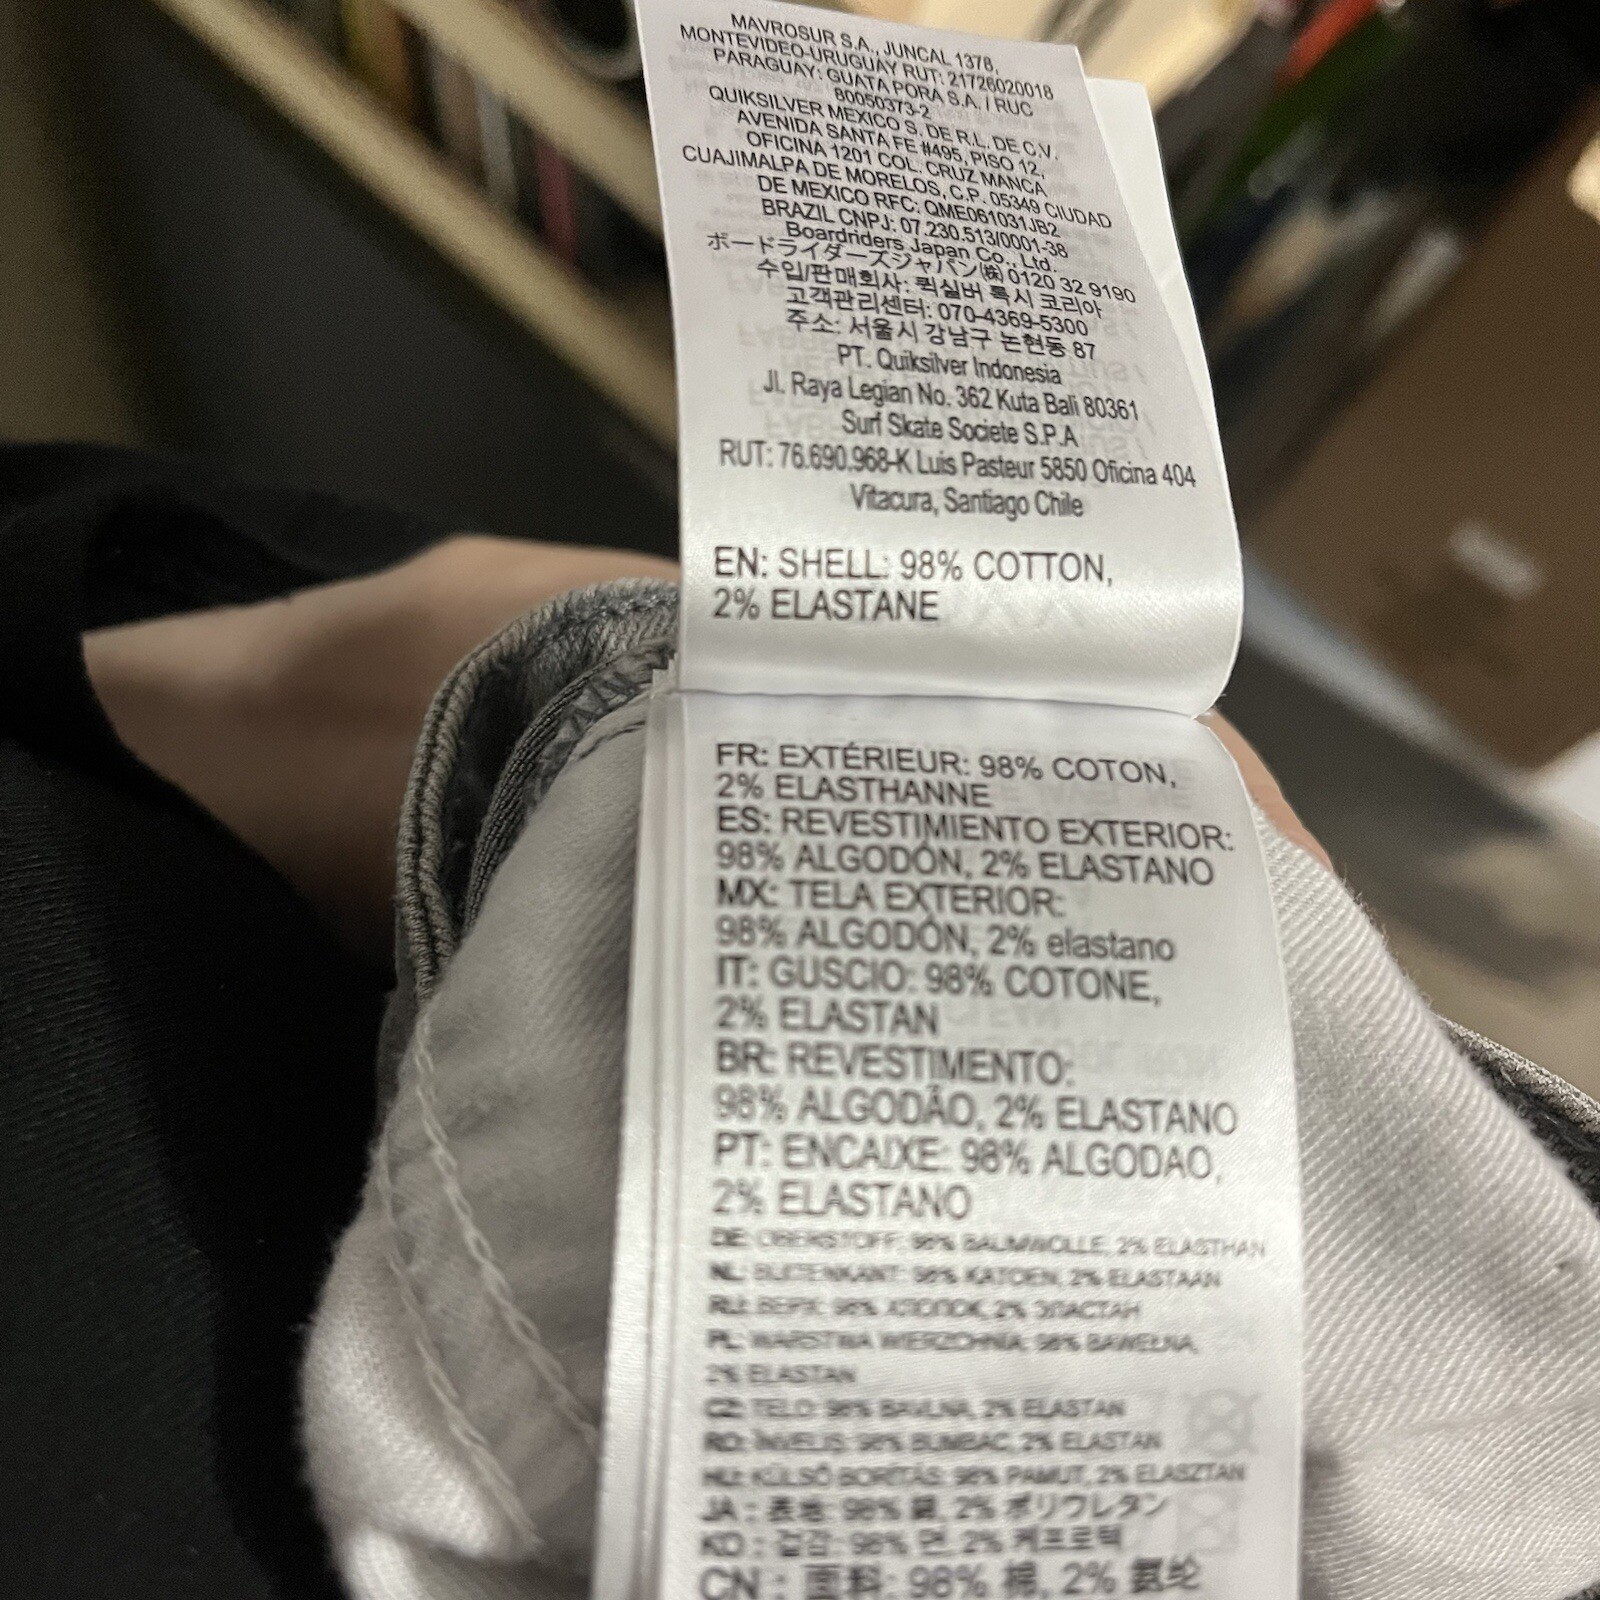 MAVROSUR S.A., JUNCAL 1378,
MONTEVIDEO-URUGUAY RUT: 21726020018
PARAGUAY: GUATA PORA S.A. / RUC
80050373-2
QUIKSILVER MEXICO S. DE R.L. DE C.V.
AVENIDA SANTA FE #495, PISO 12,
OFICINA 1201 COL. CRUZ MANCA
CUAJIMALPA DE MORELOS, C.P. 05349 CIUDAD
DE MEXICO RFC: QME061031JB2
BRAZIL CNPJ: 07.230.513/0001-38
Boardriders Japan Co., Ltd.
ボードライダーズジャパン㈱ 0120 32 9190
수입/판매회사: 퀵실버 록시 코리아
고객관리센터: 070-4369-5300
주소: 서울시 강남구 논현동 87
PT. Quiksilver Indonesia
Jl. Raya Legian No. 362 Kuta Bali 80361
Surf Skate Societe S.P.A
RUT: 76.690.968-K Luis Pasteur 5850 Oficina 404
Vitacura, Santiago Chile
EN: SHELL: 98% COTTON,
2% ELASTANE
FR: EXTÉRIEUR: 98% COTON,
2% ELASTHANNE
ES: REVESTIMIENTO EXTERIOR:
98% ALGODÓN, 2% ELASTANO
MX: TELA EXTERIOR:
98% ALGODÓN, 2% elastano
IT: GUSCIO: 98% COTONE,
2% ELASTAN
BR: REVESTIMENTO:
98% ALGODÃO, 2% ELASTANO
PT: ENCAIXE: 98% ALGODAO,
2% ELASTANO
DE: OBERSTOFF: 98% BAUMWOLLE, 2% ELASTHAN
NL: BUITENKANT: 98% KATOEN, 2% ELASTAAN
RU: ВЕРХ: 98% ХЛОПОК, 2% ЭЛАСТАН
PL: WARSTWA WIERZCHNIA: 98% BAWEŁNA,
2% ELASTAN
CZ: TĚLO: 98% BAVLNA, 2% ELASTAN
RO: ÎNVELIȘ: 98% BUMBAC, 2% ELASTAN
HU: KÜLSŐ BORÍTÁS: 98% PAMUT, 2% ELASZTAN
JA : 表地: 98% 綿, 2% ポリウレタン
KO : 겉감: 98% 면, 2% 케프로텍
CN : 面料: 98% 棉, 2% 氨纶